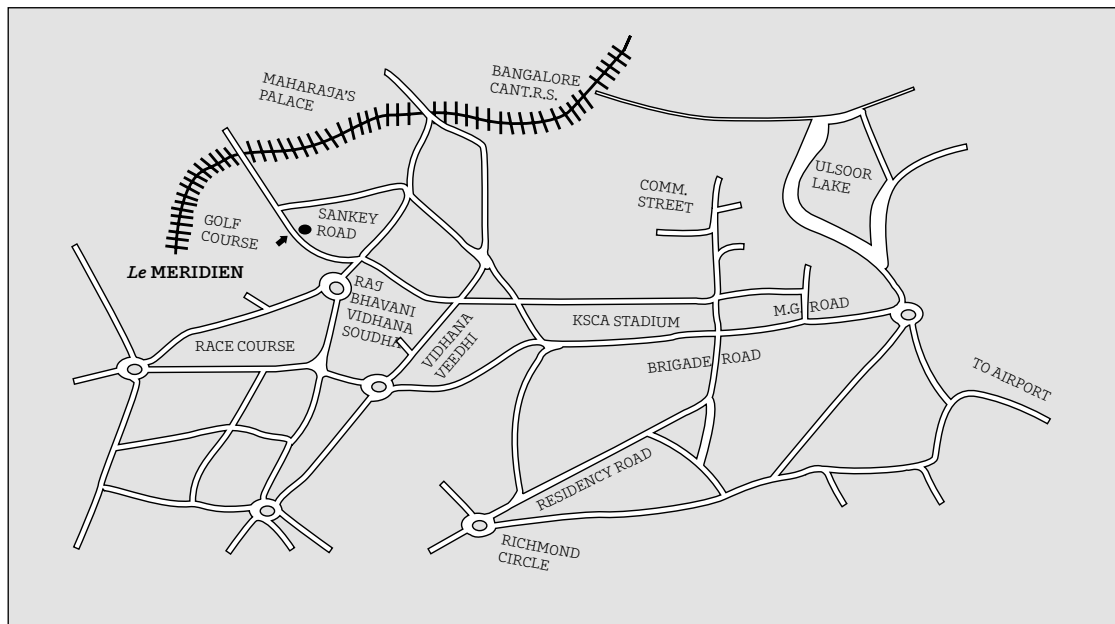 MAHARAJA'S
PALACE
BANGALORE
CANT.R.S.
ULSOOR
LAKE
COMM.
STREET
GOLF
COURSE
SANKEY
ROAD
Le MERIDIEN
RAJ
BHAVANI
VIDHANA
SOUDHA
VIDHANA
VEEDHI
KSCA STADIUM
M.G. ROAD
RACE COURSE
BRIGADE ROAD
TO AIRPORT
RESIDENCY ROAD
RICHMOND
CIRCLE